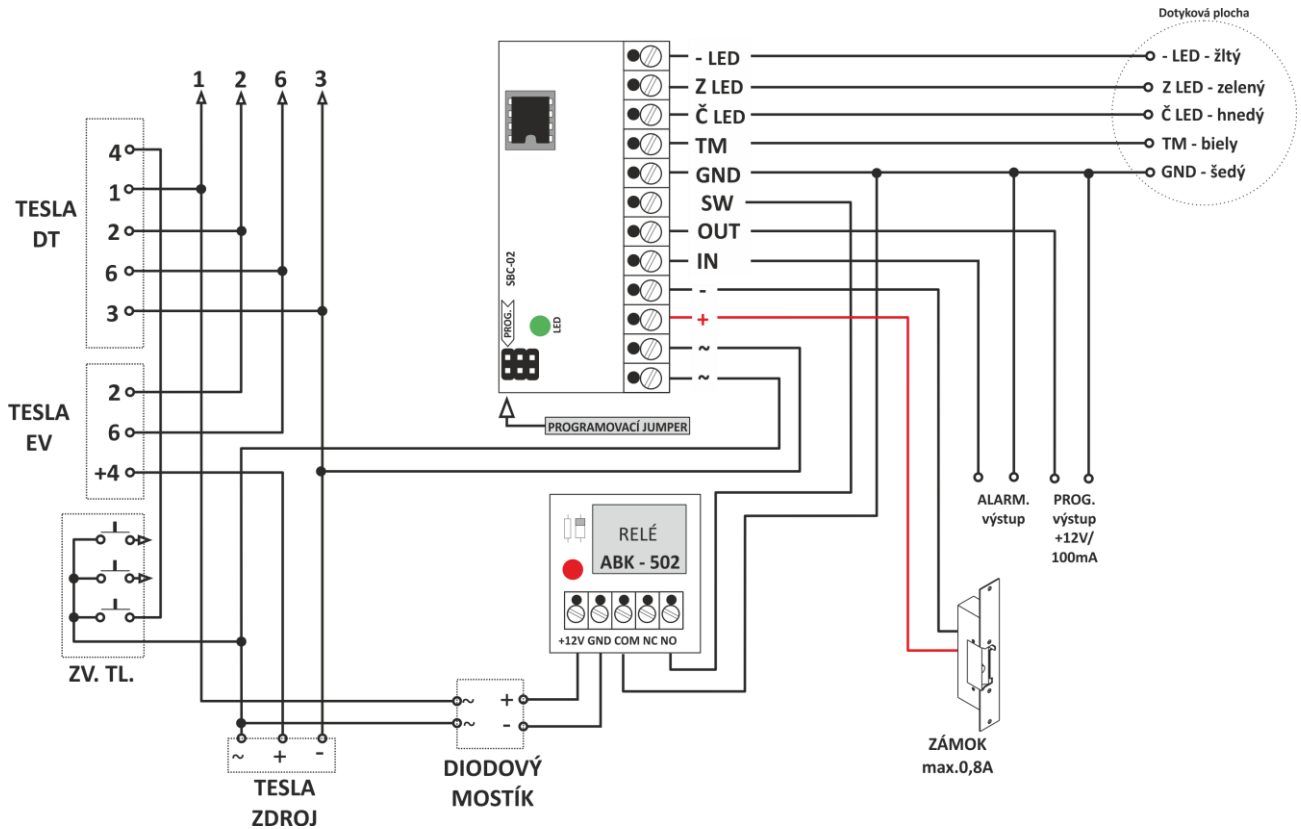 Dotyková plocha
- LED
Z LED
Č LED
TM
GND
SW
OUT
IN
-
+
~
~
- LED - žltý
Z LED - zelený
Č LED - hnedý
TM - biely
GND - šedý
SBC-02
PROG.
LED
PROGRAMOVACÍ JUMPER
1 2 6 3
TESLA
DT
4
1
2
6
3
TESLA
EV
2
6
+4
ZV. TL.
~ + -
TESLA
ZDROJ
~ +
~ -
DIODOVÝ
MOSTÍK
RELÉ
ABK - 502
+12V GND COM NC NO
ALARM.
výstup
PROG.
výstup
+12V/
100mA
ZÁMOK
max.0,8A